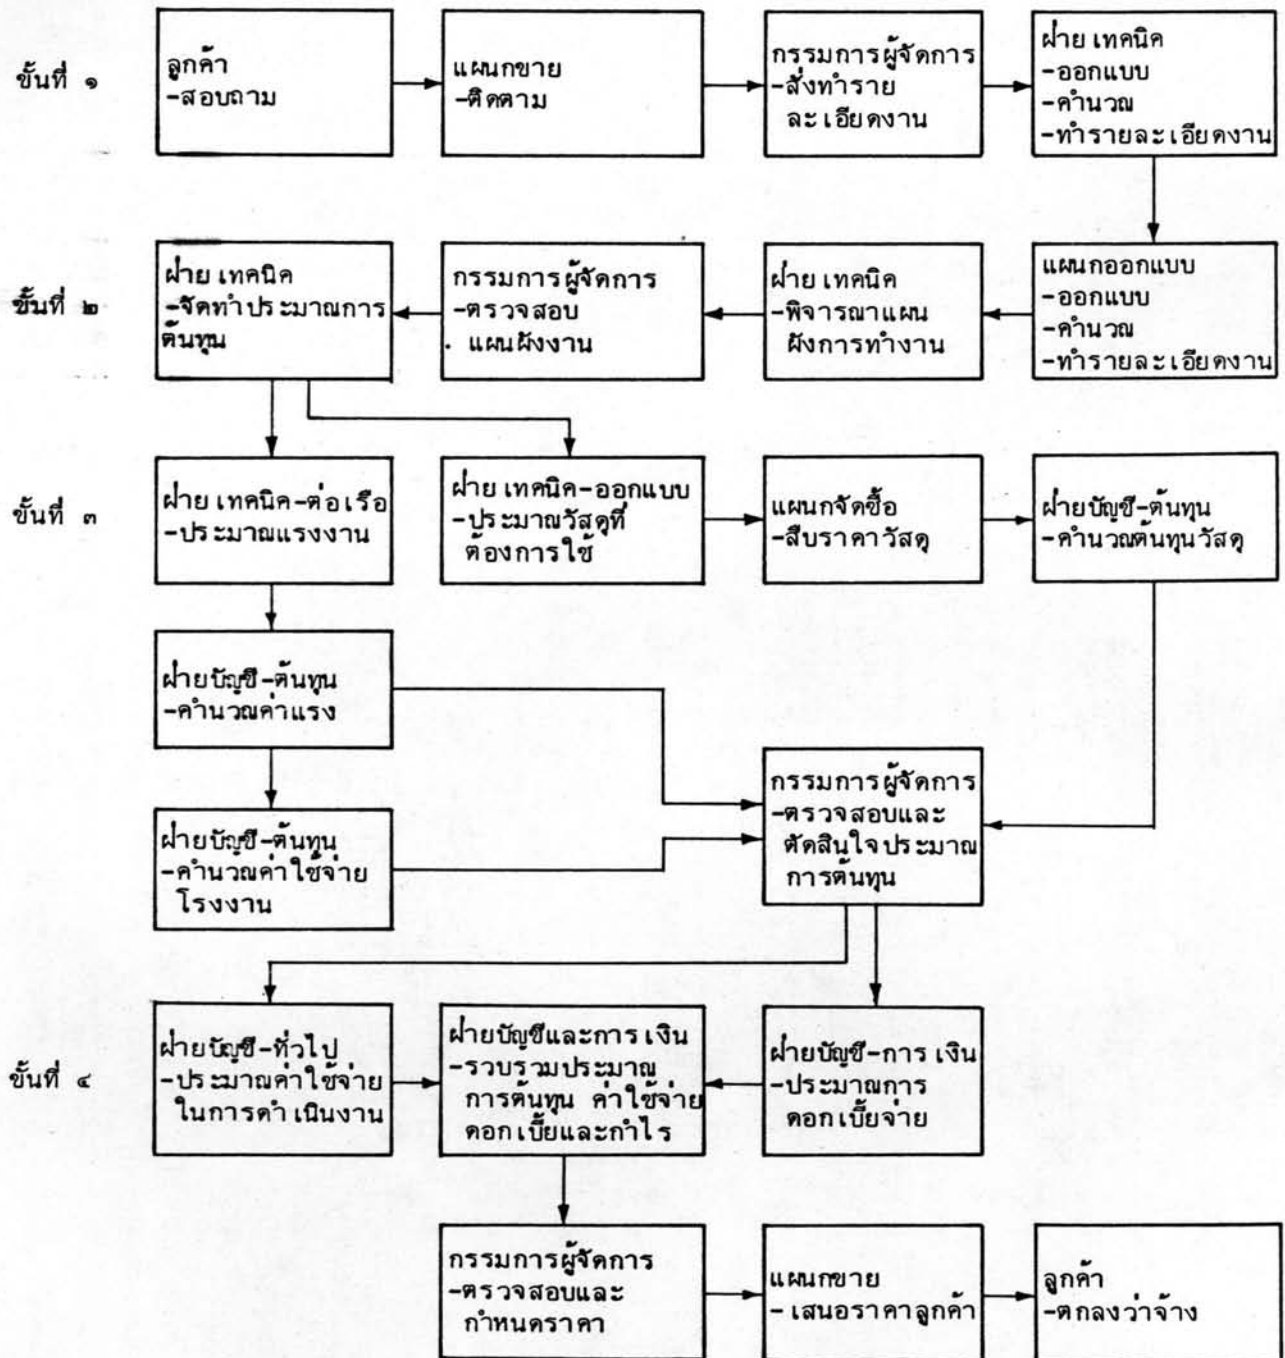 ขั้นที่ ๑
ลูกค้า
-สอบถาม
แผนกขาย
-ติดตาม
กรรมการผู้จัดการ
-สั่งทำราย
ละเอียดงาน
ฝ่ายเทคนิค
-ออกแบบ
-คำนวณ
-ทำรายละเอียดงาน
ขั้นที่ ๒
ฝ่ายเทคนิค
-จัดทำประมาณการ
ต้นทุน
กรรมการผู้จัดการ
-ตรวจสอบ
แผนผังงาน
ฝ่ายเทคนิค
-พิจารณาแผน
ผังการทำงาน
แผนกออกแบบ
-ออกแบบ
-คำนวณ
-ทำรายละเอียดงาน
ขั้นที่ ๓
ฝ่ายเทคนิค-ต่อเรือ
-ประมาณแรงงาน
ฝ่ายเทคนิค-ออกแบบ
-ประมาณวัสดุที่
ต้องการใช้
แผนกจัดซื้อ
-สืบราคาวัสดุ
ฝ่ายบัญชี-ต้นทุน
-คำนวณต้นทุนวัสดุ
ฝ่ายบัญชี-ต้นทุน
-คำนวณค่าแรง
กรรมการผู้จัดการ
-ตรวจสอบและ
ตัดสินใจประมาณ
การต้นทุน
ฝ่ายบัญชี-ต้นทุน
-คำนวณค่าใช้จ่าย
โรงงาน
ขั้นที่ ๔
ฝ่ายบัญชี-ทั่วไป
-ประมาณค่าใช้จ่าย
ในการดำเนินงาน
ฝ่ายบัญชีและการเงิน
-รวบรวมประมาณ
การต้นทุน ค่าใช้จ่าย
ดอกเบี้ยและกำไร
ฝ่ายบัญชี-การเงิน
-ประมาณการ
ดอกเบี้ยจ่าย
กรรมการผู้จัดการ
-ตรวจสอบและ
กำหนดราคา
แผนกขาย
-เสนอราคาลูกค้า
ลูกค้า
-ตกลงว่าจ้าง